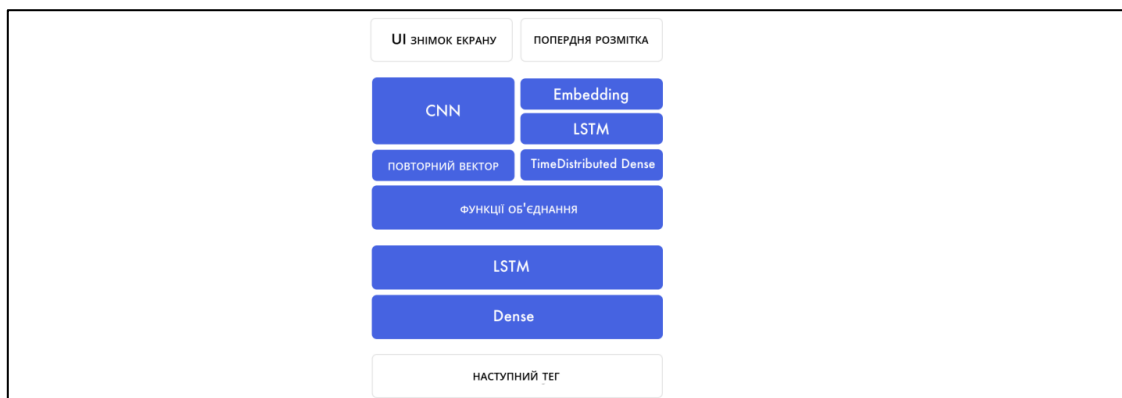 UI ЗНІМОК ЕКРАНУ
ПОПЕРДНЯ РОЗМІТКА
CNN
Embedding
LSTM
ПОВТОРНИЙ ВЕКТОР
TimeDistributed Dense
ФУНКЦІЇ ОБ'ЄДНАННЯ
LSTM
Dense
НАСТУПНИЙ ТЕГ